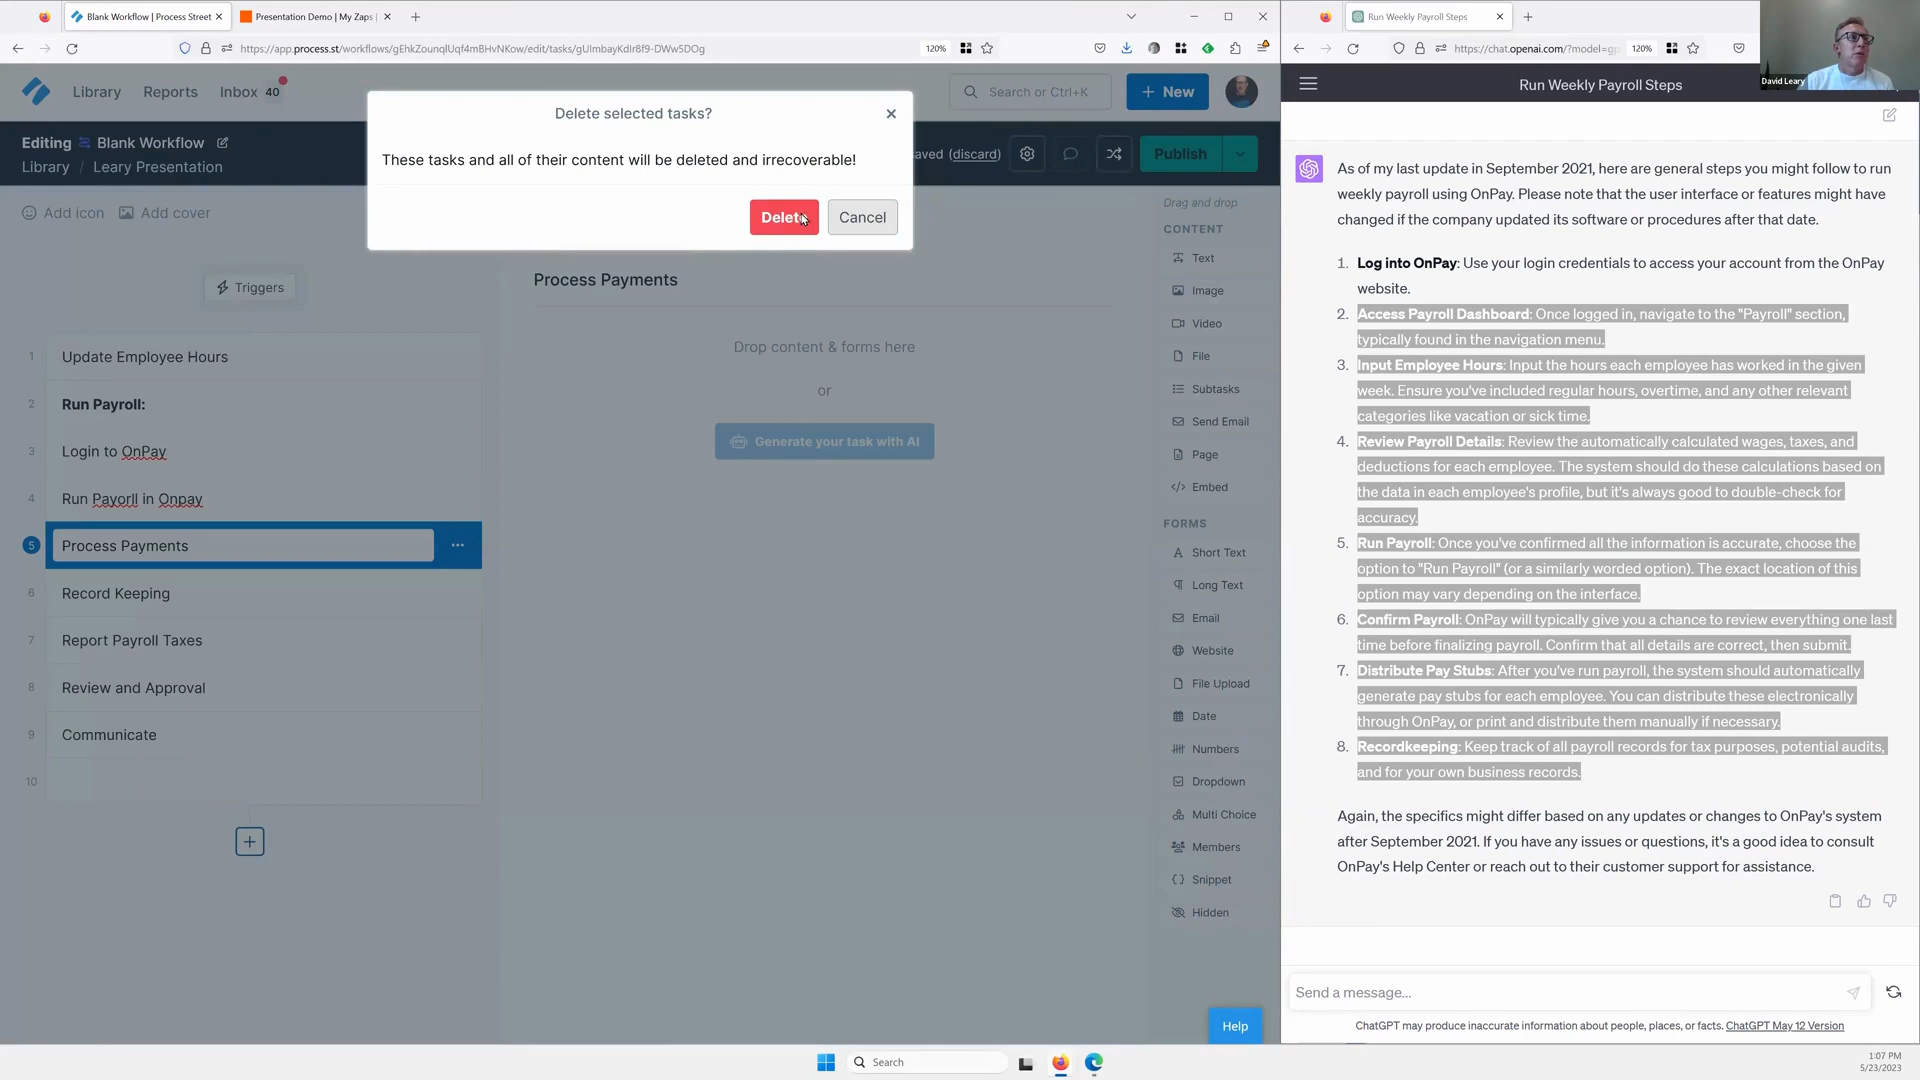 Blank Workflow | Process Street
Presentation Demo | My Zaps |
https://app.process.st/workflows/gEhkZounqlUqf4mBHvNKow/edit/tasks/gUImbayKdIr8f9-DWw5DOg
120%
Library
Reports
Inbox
40
Search or Ctrl+K
New
Delete selected tasks?
These tasks and all of their content will be deleted and irrecoverable!
Cancel
Editing
Blank Workflow
Library / Leary Presentation
(discard)
Publish
Add icon
Add cover
Triggers
1 Update Employee Hours
2 Run Payroll:
3 Login to OnPay
4 Run Payorll in Onpay
5 Process Payments
6 Record Keeping
7 Report Payroll Taxes
8 Review and Approval
9 Communicate
10
Process Payments
Drop content & forms here
or
Generate your task with AI
Drag and drop
CONTENT
Text
Image
Video
File
Subtasks
Send Email
Page
Embed
FORMS
Short Text
Long Text
Email
Website
File Upload
Date
Numbers
Dropdown
Multi Choice
Members
Snippet
Hidden
Help
Run Weekly Payroll Steps
https://chat.openai.com/?model=g
120%
David Leary
Run Weekly Payroll Steps
As of my last update in September 2021, here are general steps you might follow to run
weekly payroll using OnPay. Please note that the user interface or features might have
changed if the company updated its software or procedures after that date.
1. Log into OnPay: Use your login credentials to access your account from the OnPay
website.
2. Access Payroll Dashboard: Once logged in, navigate to the "Payroll" section,
typically found in the navigation menu.
3. Input Employee Hours: Input the hours each employee has worked in the given
week. Ensure you've included regular hours, overtime, and any other relevant
categories like vacation or sick time.
4. Review Payroll Details: Review the automatically calculated wages, taxes, and
deductions for each employee. The system should do these calculations based on
the data in each employee's profile, but it's always good to double-check for
accuracy.
5. Run Payroll: Once you've confirmed all the information is accurate, choose the
option to "Run Payroll" (or a similarly worded option). The exact location of this
option may vary depending on the interface.
6. Confirm Payroll: OnPay will typically give you a chance to review everything one last
time before finalizing payroll. Confirm that all details are correct, then submit.
7. Distribute Pay Stubs: After you've run payroll, the system should automatically
generate pay stubs for each employee. You can distribute these electronically
through OnPay, or print and distribute them manually if necessary.
8. Recordkeeping: Keep track of all payroll records for tax purposes, potential audits,
and for your own business records.
Again, the specifics might differ based on any updates or changes to OnPay's system
after September 2021. If you have any issues or questions, it's a good idea to consult
OnPay's Help Center or reach out to their customer support for assistance.
Send a message...
ChatGPT may produce inaccurate information about people, places, or facts. ChatGPT May 12 Version
Search
1:07 PM
5/23/2023